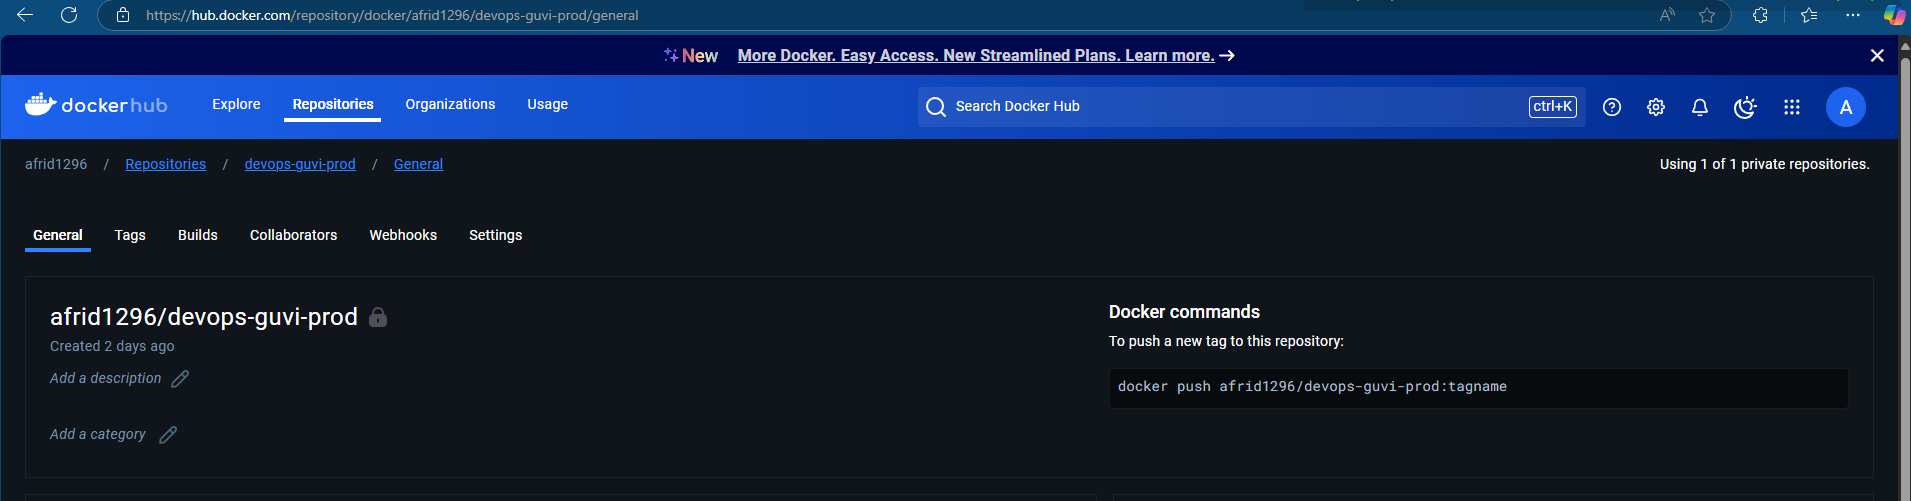 https://hub.docker.com/repository/docker/afrid1296/devops-guvi-prod/general
New More Docker. Easy Access. New Streamlined Plans. Learn more. →
dockerhub Explore Repositories Organizations Usage Search Docker Hub ctrl+K A
afrid1296 / Repositories / devops-guvi-prod / General Using 1 of 1 private repositories.
General Tags Builds Collaborators Webhooks Settings
afrid1296/devops-guvi-prod
Created 2 days ago
Add a description
Add a category
Docker commands
To push a new tag to this repository:
docker push afrid1296/devops-guvi-prod:tagname